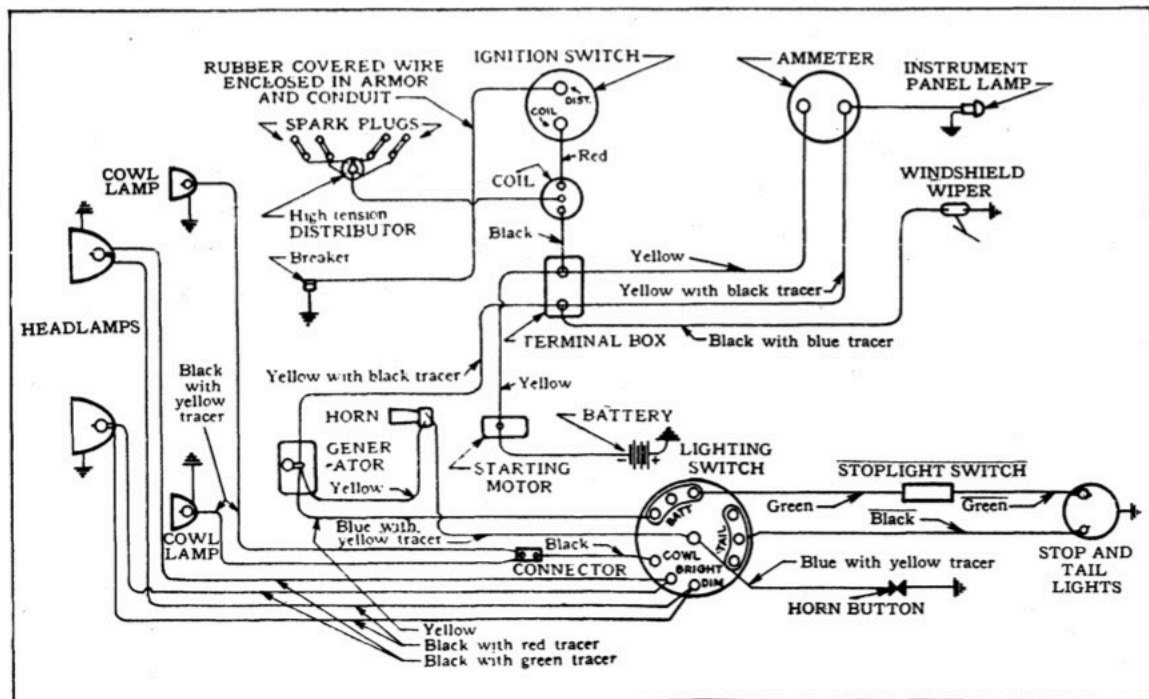 RUBBER COVERED WIRE
ENCLOSED IN ARMOR
AND CONDUIT
SPARK PLUGS
IGNITION SWITCH
DIST.
COIL
Red
COIL
Black
AMMETER
INSTRUMENT
PANEL LAMP
COWL
LAMP
High tension
DISTRIBUTOR
Breaker
WINDSHIELD
WIPER
Yellow
Yellow with black tracer
TERMINAL BOX
Black with blue tracer
HEADLAMPS
Black
with
yellow
tracer
Yellow with black tracer
Yellow
HORN
BATTERY
- +
GENER
-ATOR
Yellow
STARTING
MOTOR
LIGHTING
SWITCH
STOPLIGHT SWITCH
Green
Green
BATT
TAIL
COWL
BRIGHT
DIM
Blue with
yellow tracer
Black
CONNECTOR
COWL
LAMP
Black
STOP AND
TAIL
LIGHTS
Blue with yellow tracer
HORN BUTTON
Yellow
Black with red tracer
Black with green tracer